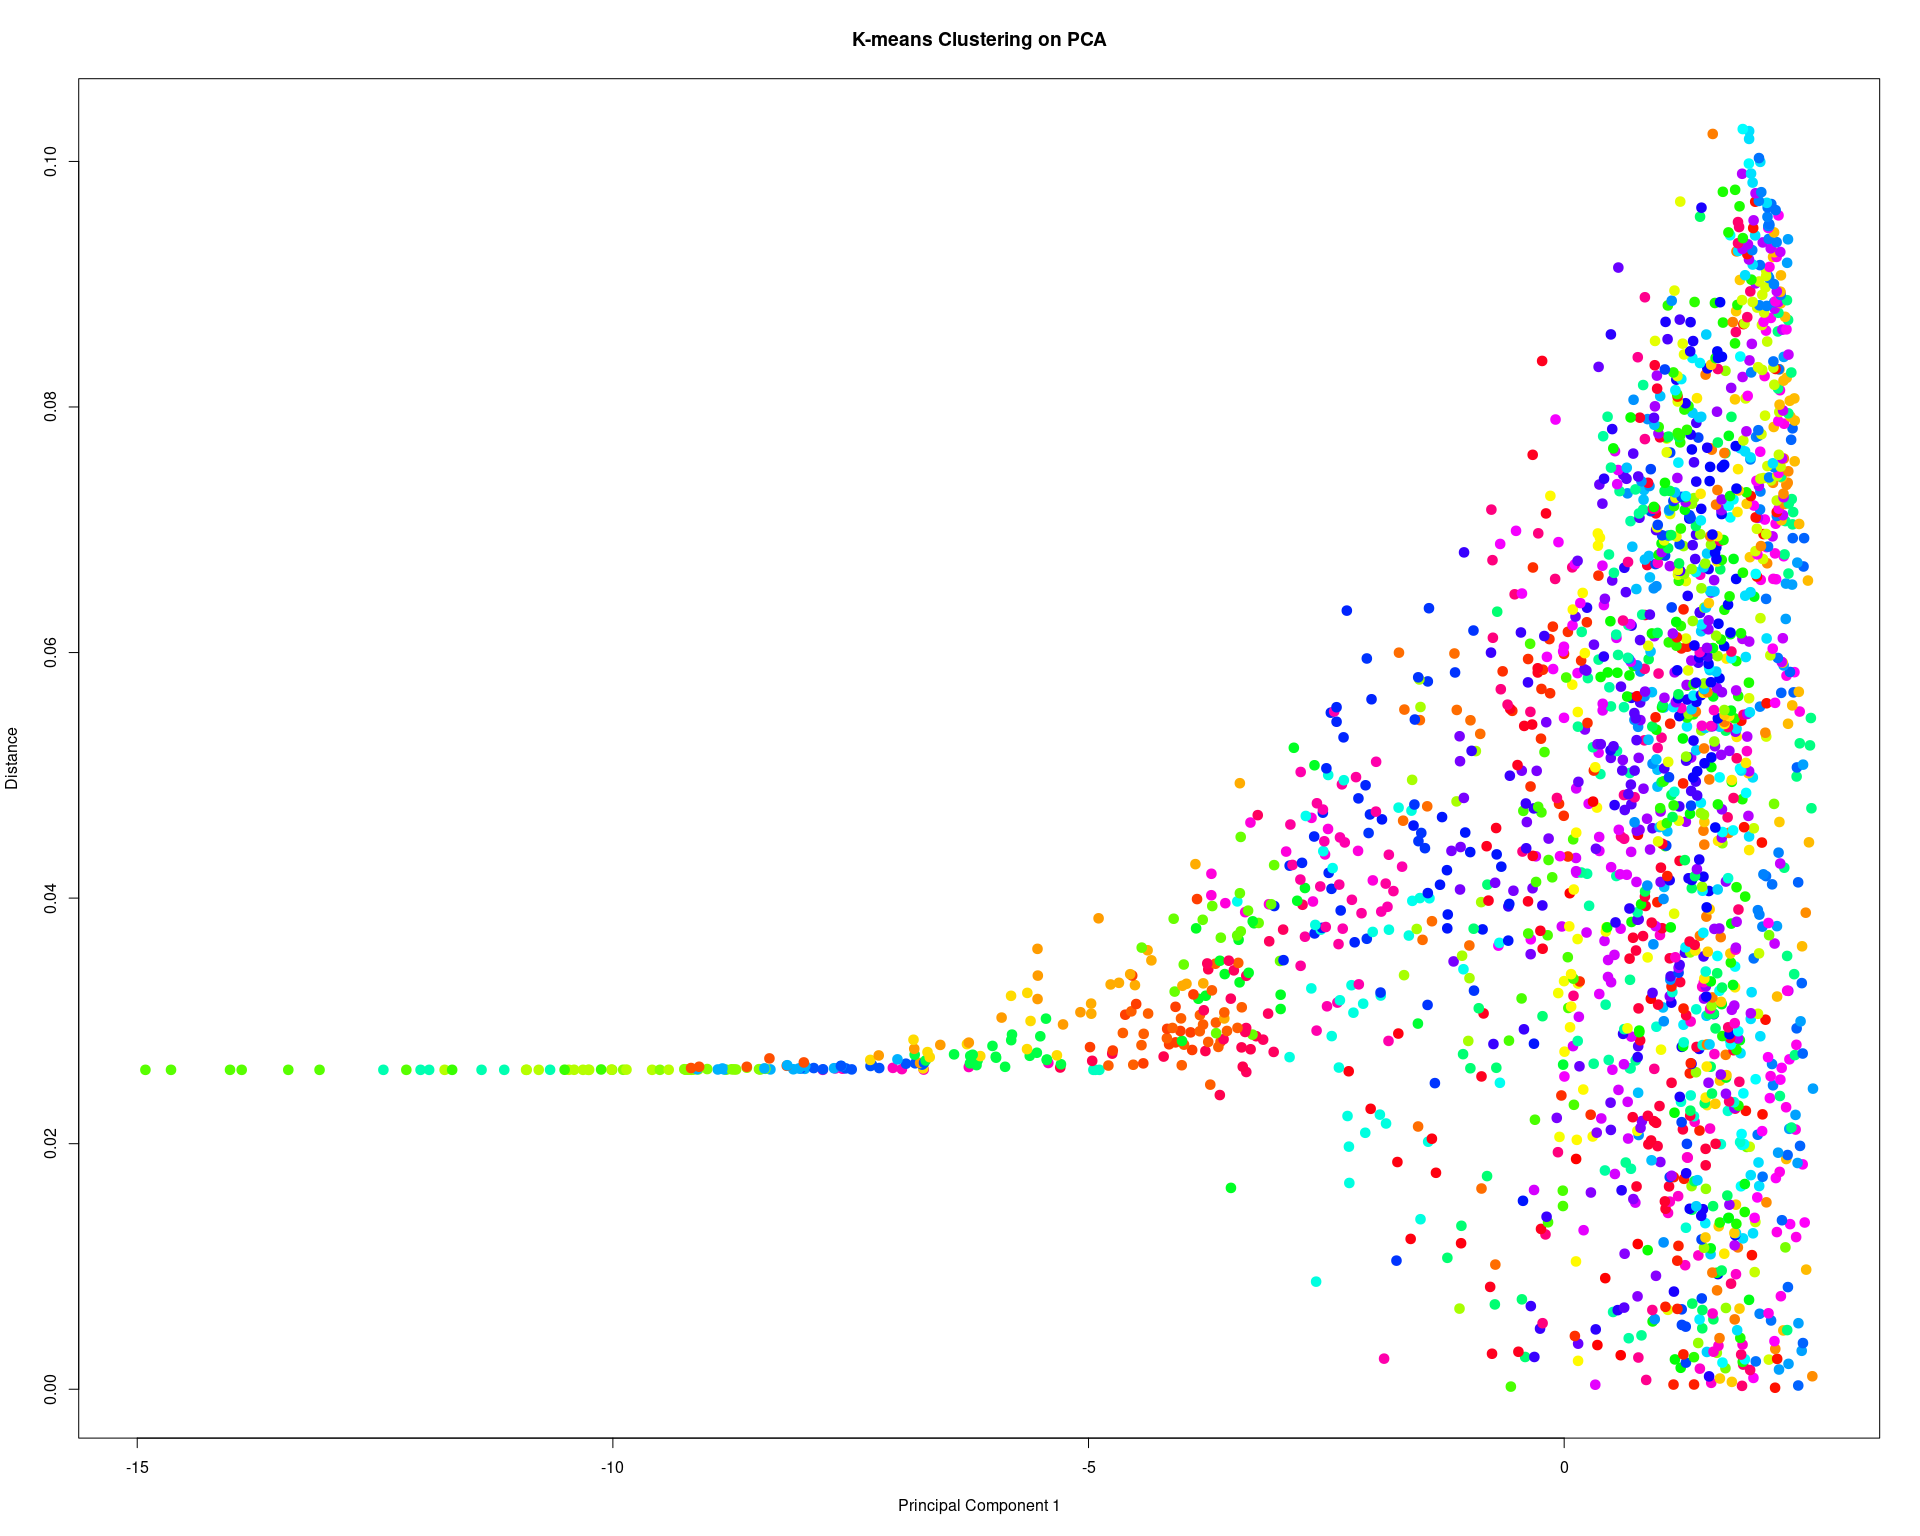 K-means Clustering on PCA
Distance
0.10
0.08
0.06
0.04
0.02
0.00
-15 -10 -5 0
Principal Component 1